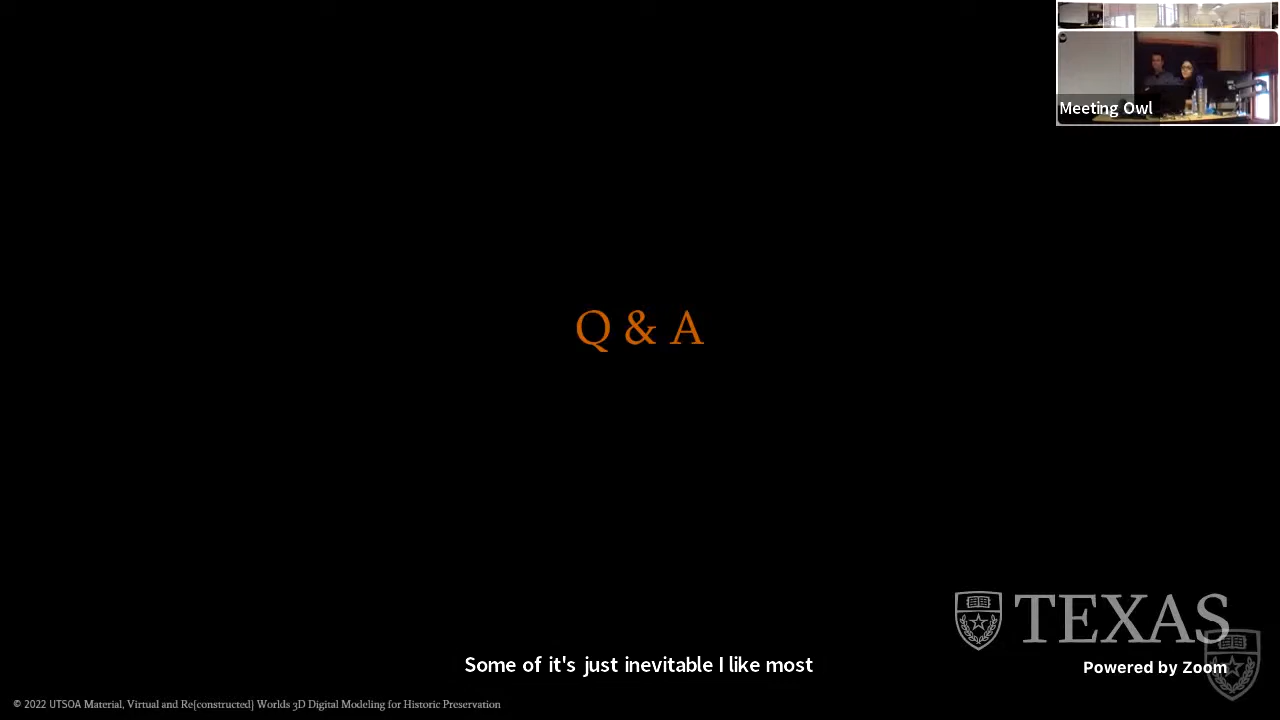 Meeting Owl
Q & A
TEXAS
Some of it's just inevitable I like most
Powered by Zoom
© 2022 UTSOA Material, Virtual and Re[constructed] Worlds 3D Digital Modeling for Historic Preservation